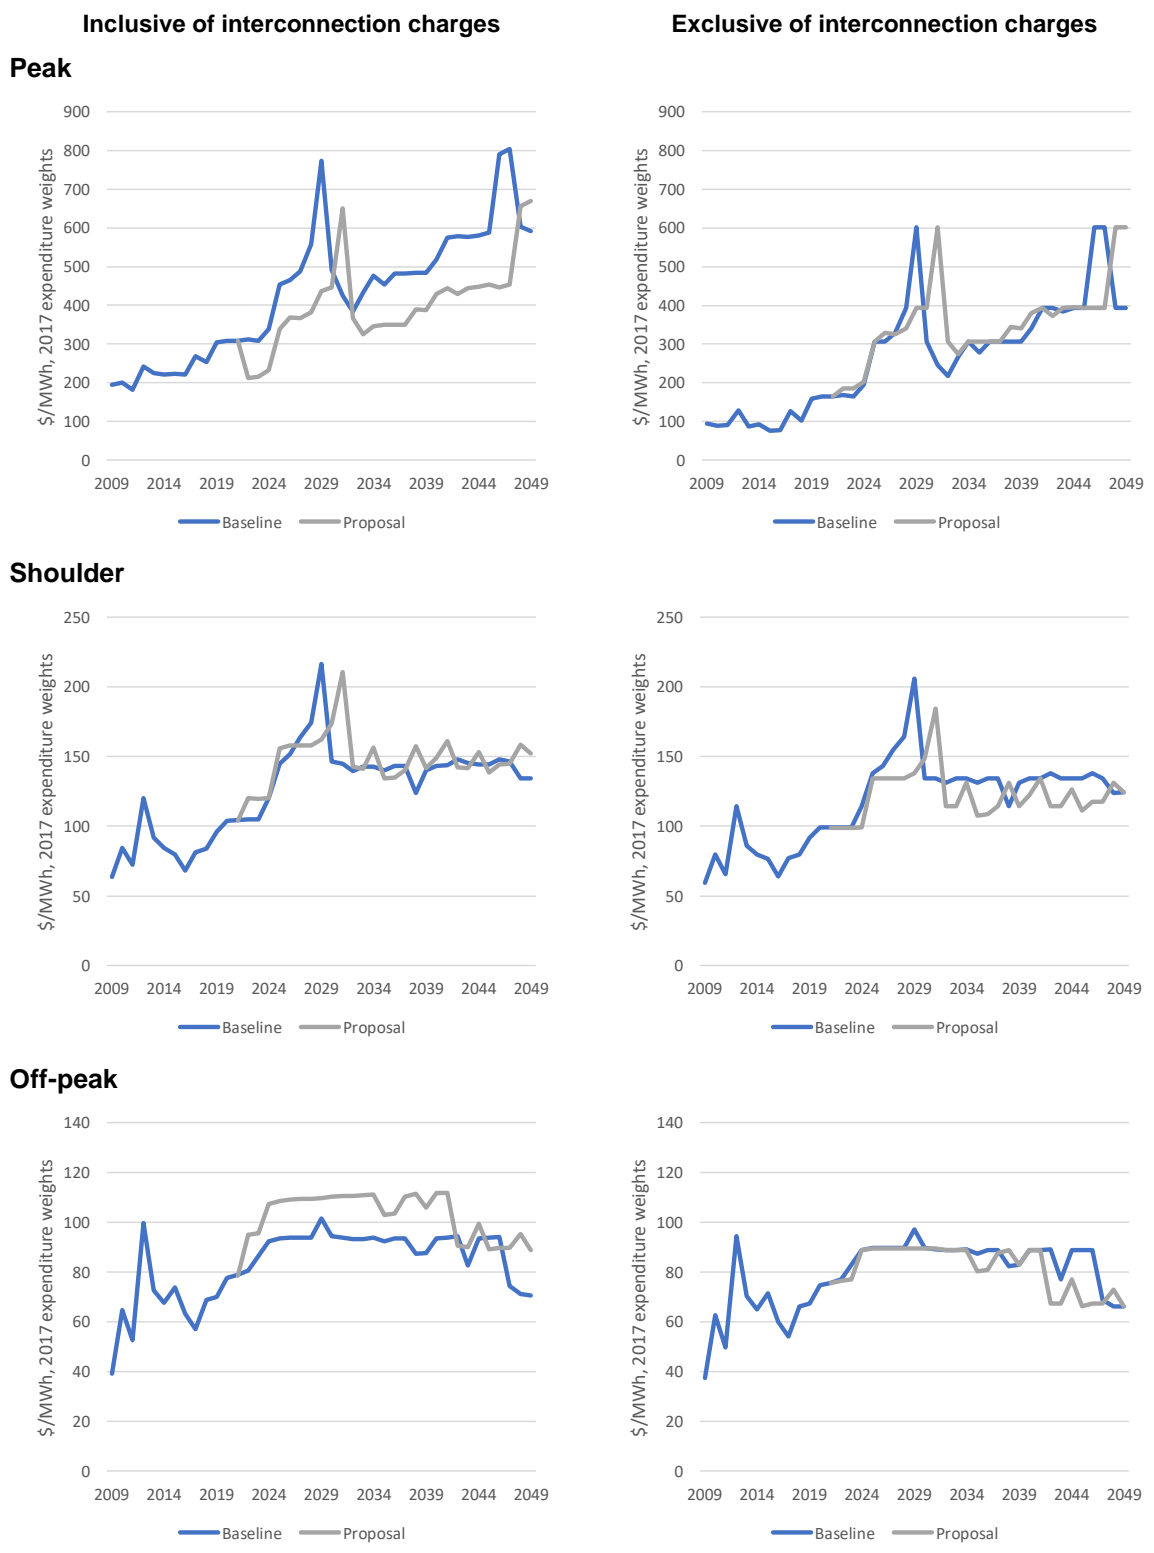 Inclusive of interconnection charges
Exclusive of interconnection charges
Peak
$/MWh, 2017 expenditure weights
900
800
700
600
500
400
300
200
100
0
2009 2014 2019 2024 2029 2034 2039 2044 2049
Baseline Proposal
$/MWh, 2017 expenditure weights
900
800
700
600
500
400
300
200
100
0
2009 2014 2019 2024 2029 2034 2039 2044 2049
Baseline Proposal
Shoulder
$/MWh, 2017 expenditure weights
250
200
150
100
50
0
2009 2014 2019 2024 2029 2034 2039 2044 2049
Baseline Proposal
$/MWh, 2017 expenditure weights
250
200
150
100
50
0
2009 2014 2019 2024 2029 2034 2039 2044 2049
Baseline Proposal
Off-peak
$/MWh, 2017 expenditure weights
140
120
100
80
60
40
20
0
2009 2014 2019 2024 2029 2034 2039 2044 2049
Baseline Proposal
$/MWh, 2017 expenditure weights
140
120
100
80
60
40
20
0
2009 2014 2019 2024 2029 2034 2039 2044 2049
Baseline Proposal